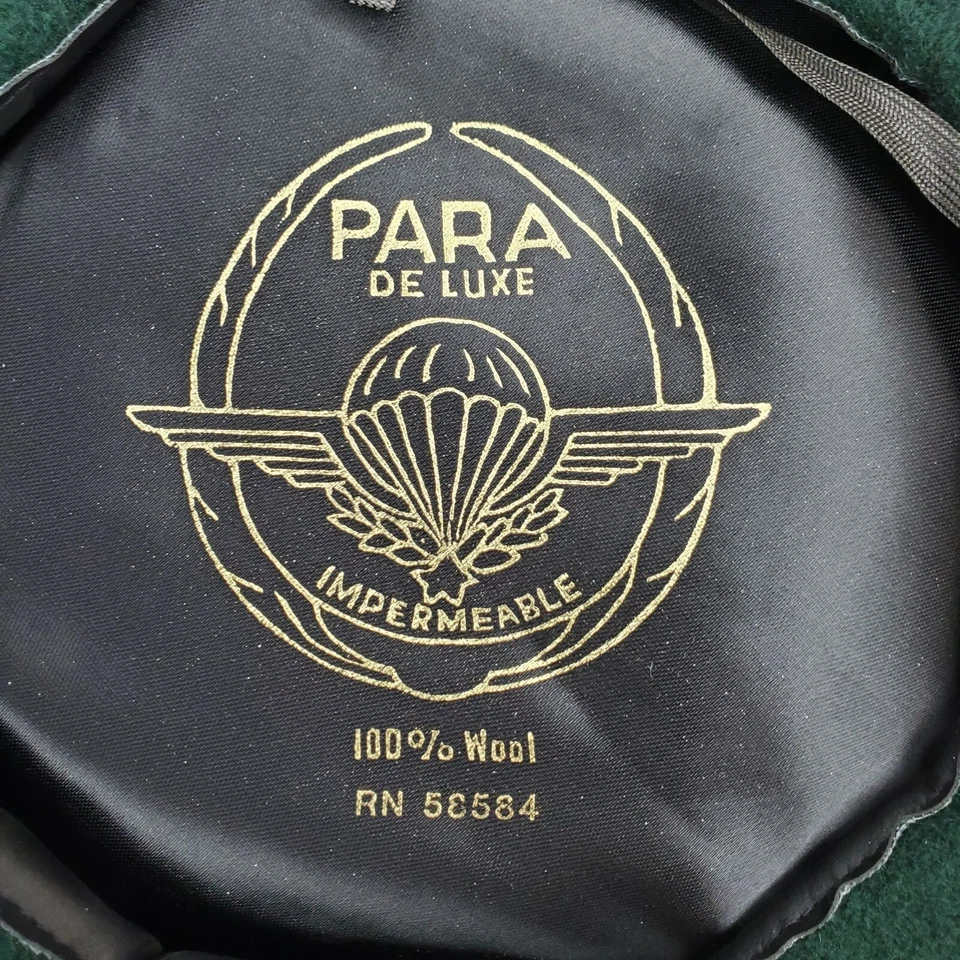 PARA
DE LUXE
IMPERMEABLE
100% Wool
RN 58584